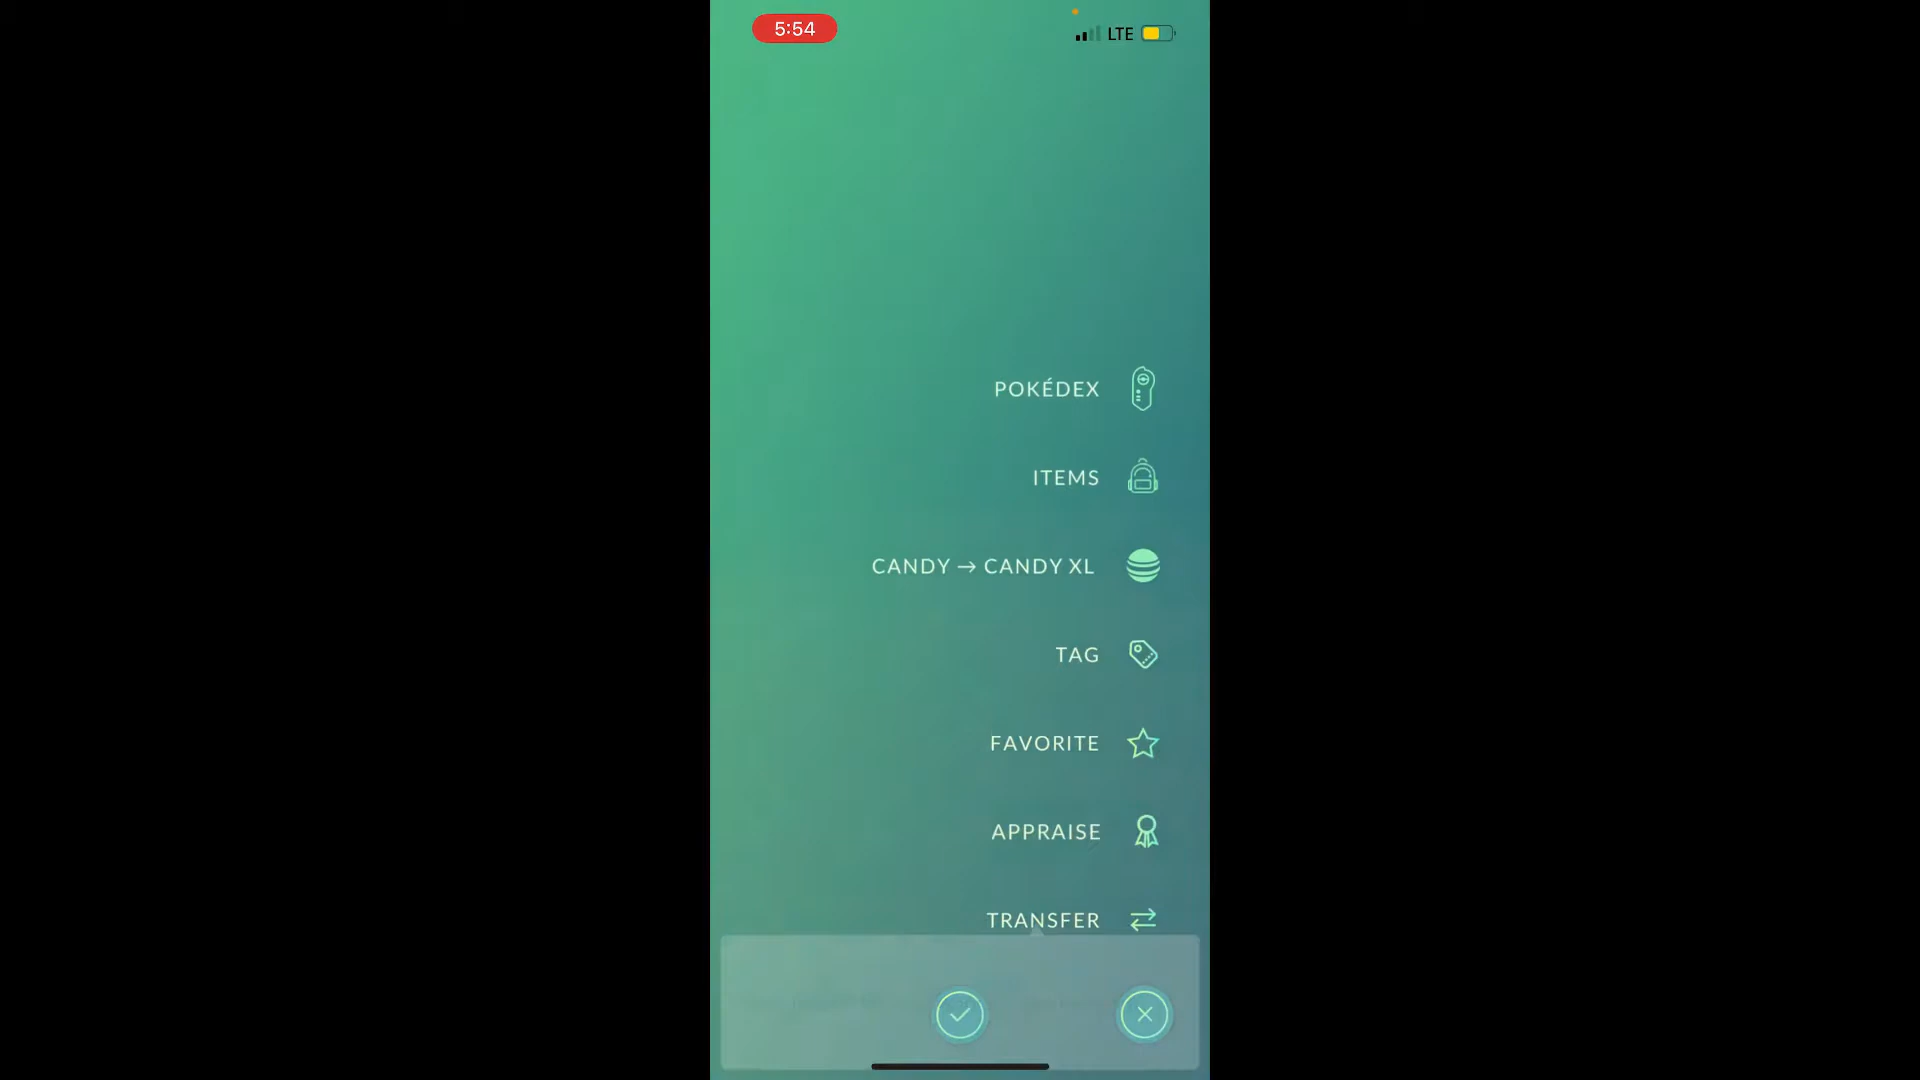 5:54
LTE
POKÉDEX
ITEMS
CANDY → CANDY XL
TAG
FAVORITE
APPRAISE
TRANSFER